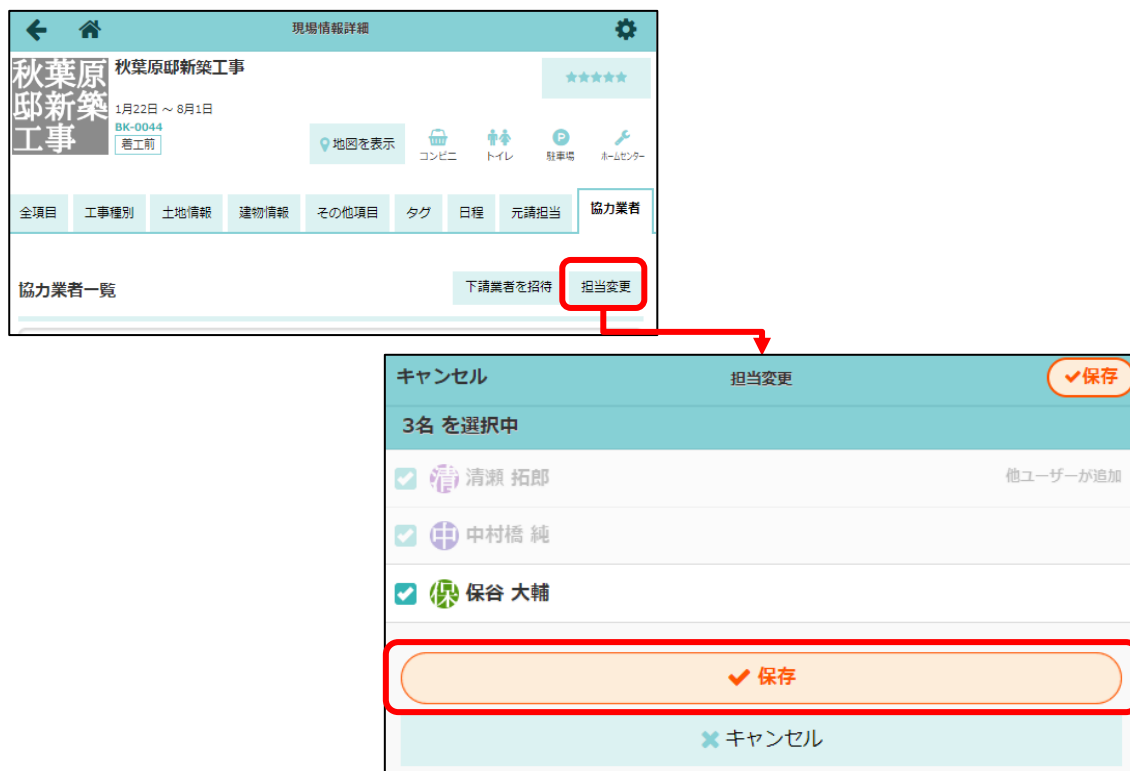 現場情報詳細
秋葉原
邸新築
工事
秋葉原邸新築工事
★★★★★
1月22日 ～ 8月1日
BK-0044
着工前
地図を表示
コンビニ
トイレ
P
駐車場
ホームセンター
全項目 工事種別 土地情報 建物情報 その他項目 タグ 日程 元請担当 協力業者
協力業者一覧
下請業者を招待 担当変更
キャンセル 担当変更 保存
3名 を選択中
清 清瀬 拓郎 他ユーザーが追加
中 中村橋 純
保 保谷 大輔
保存
キャンセル